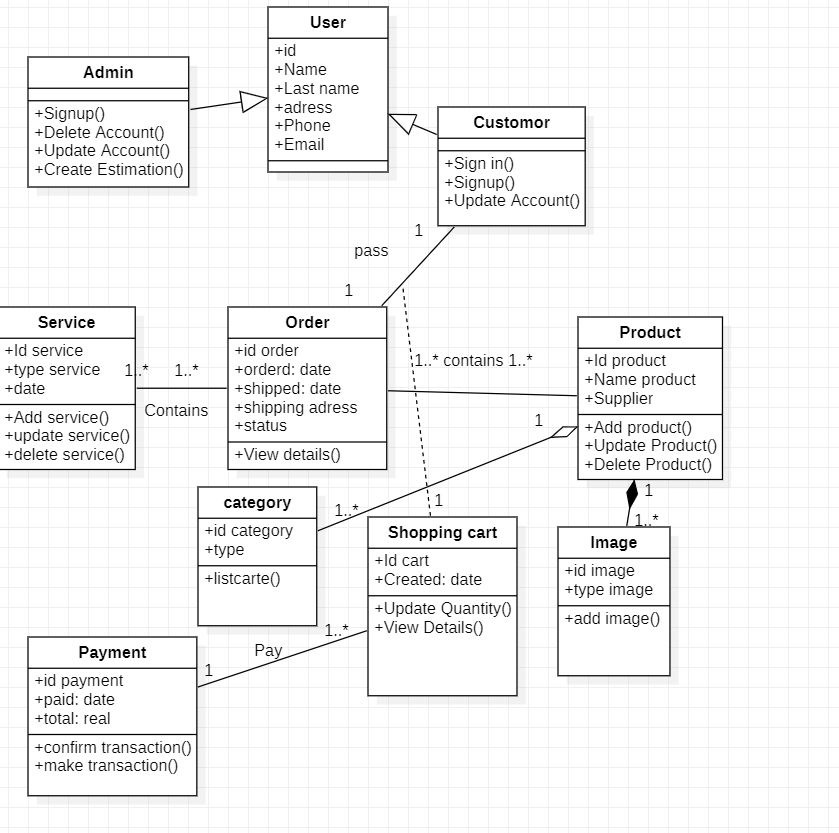 User
+id
+Name
+Last name
+adress
+Phone
+Email
Admin
+Signup()
+Delete Account()
+Update Account()
+Create Estimation()
Customor
+Sign in()
+Signup()
+Update Account()
1
pass
1
Service
+Id service
+type service
+date
+Add service()
+update service()
+delete service()
1..*
1..*
Contains
Order
+id order
+orderd: date
+shipped: date
+shipping adress
+status
+View details()
1..* contains 1..*
Product
+Id product
+Name product
+Supplier
+Add product()
+Update Product()
+Delete Product()
1
1..*
1
1..*
category
+id category
+type
+listcarte()
1
Shopping cart
+Id cart
+Created: date
+Update Quantity()
+View Details()
Image
+id image
+type image
+add image()
1..*
Pay
1
Payment
+id payment
+paid: date
+total: real
+confirm transaction()
+make transaction()